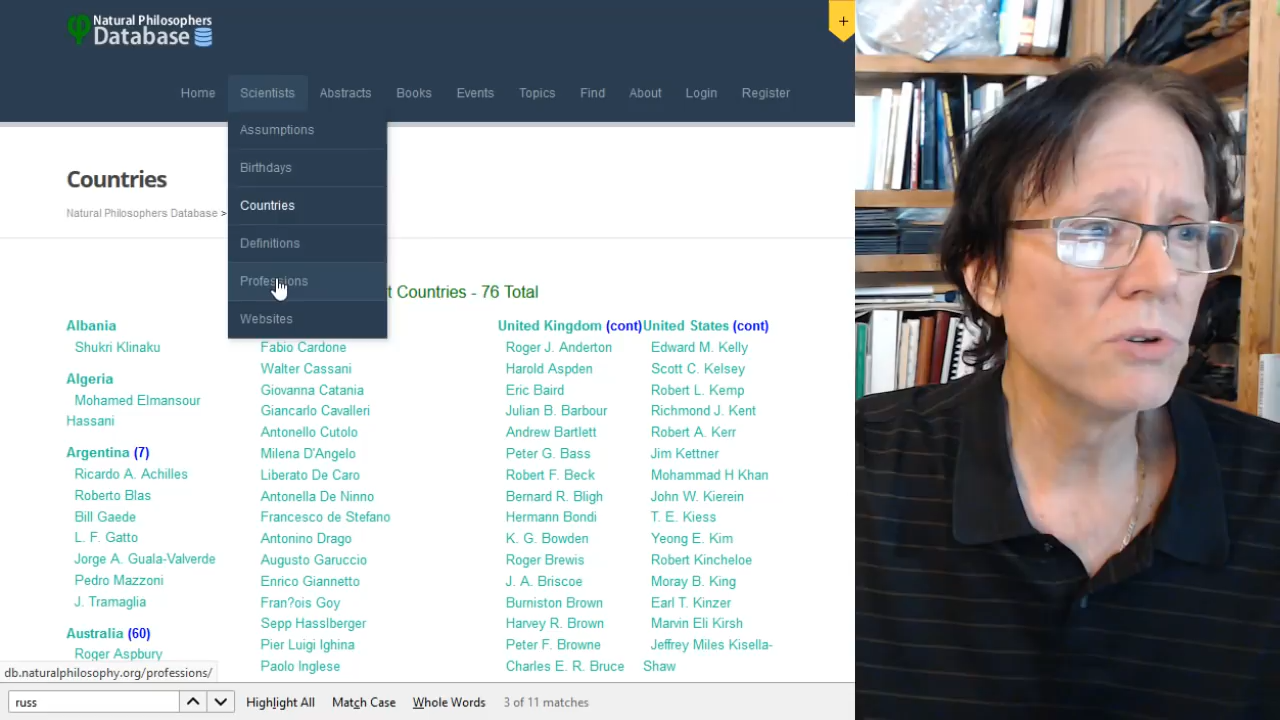 Natural Philosophers
Database
+
Home Scientists Abstracts Books Events Topics Find About Login Register
Assumptions
Birthdays
Countries
Definitions
Professions
Websites
Countries
Natural Philosophers Database >
t Countries - 76 Total
Albania
Shukri Klinaku
Algeria
Mohamed Elmansour
Hassani
Argentina (7)
Ricardo A. Achilles
Roberto Blas
Bill Gaede
L. F. Gatto
Jorge A. Guala-Valverde
Pedro Mazzoni
J. Tramaglia
Australia (60)
Roger Aspbury
Fabio Cardone
Walter Cassani
Giovanna Catania
Giancarlo Cavalleri
Antonello Cutolo
Milena D'Angelo
Liberato De Caro
Antonella De Ninno
Francesco de Stefano
Antonino Drago
Augusto Garuccio
Enrico Giannetto
Fran?ois Goy
Sepp Hasslberger
Pier Luigi Ighina
Paolo Inglese
United Kingdom (cont)
Roger J. Anderton
Harold Aspden
Eric Baird
Julian B. Barbour
Andrew Bartlett
Peter G. Bass
Robert F. Beck
Bernard R. Bligh
Hermann Bondi
K. G. Bowden
Roger Brewis
J. A. Briscoe
Burniston Brown
Harvey R. Brown
Peter F. Browne
Charles E. R. Bruce
United States (cont)
Edward M. Kelly
Scott C. Kelsey
Robert L. Kemp
Richmond J. Kent
Robert A. Kerr
Jim Kettner
Mohammad H Khan
John W. Kierein
T. E. Kiess
Yeong E. Kim
Robert Kincheloe
Moray B. King
Earl T. Kinzer
Marvin Eli Kirsh
Jeffrey Miles Kisella-
Shaw
db.naturalphilosophy.org/professions/
russ Highlight All Match Case Whole Words 3 of 11 matches